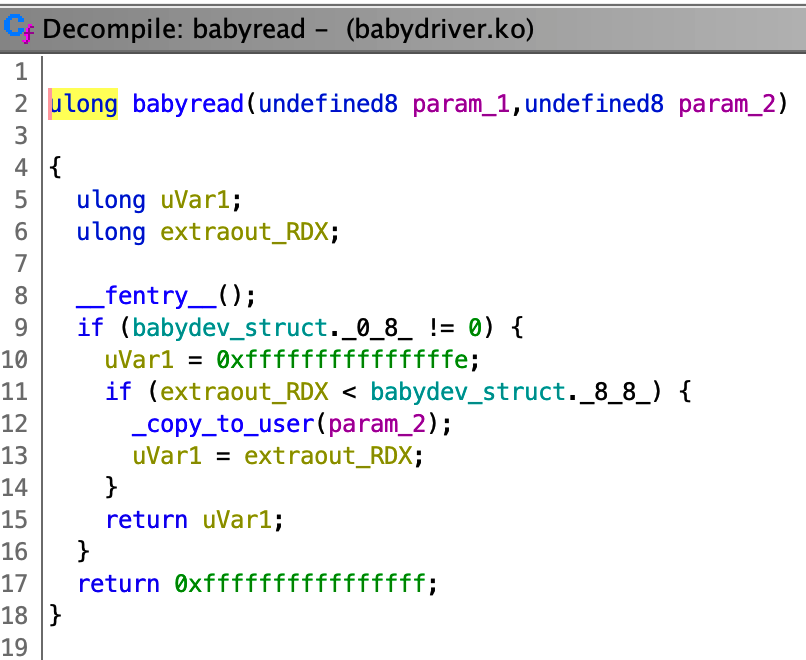 Decompile: babyread – (babydriver.ko)
1
2 ulong babyread(undefined8 param_1,undefined8 param_2)
3
4 {
5   ulong uVar1;
6   ulong extraout_RDX;
7
8   __fentry__();
9   if (babydev_struct._0_8_ != 0) {
10     uVar1 = 0xfffffffffffffffe;
11     if (extraout_RDX < babydev_struct._8_8_) {
12       _copy_to_user(param_2);
13       uVar1 = extraout_RDX;
14     }
15     return uVar1;
16   }
17   return 0xffffffffffffffff;
18 }
19